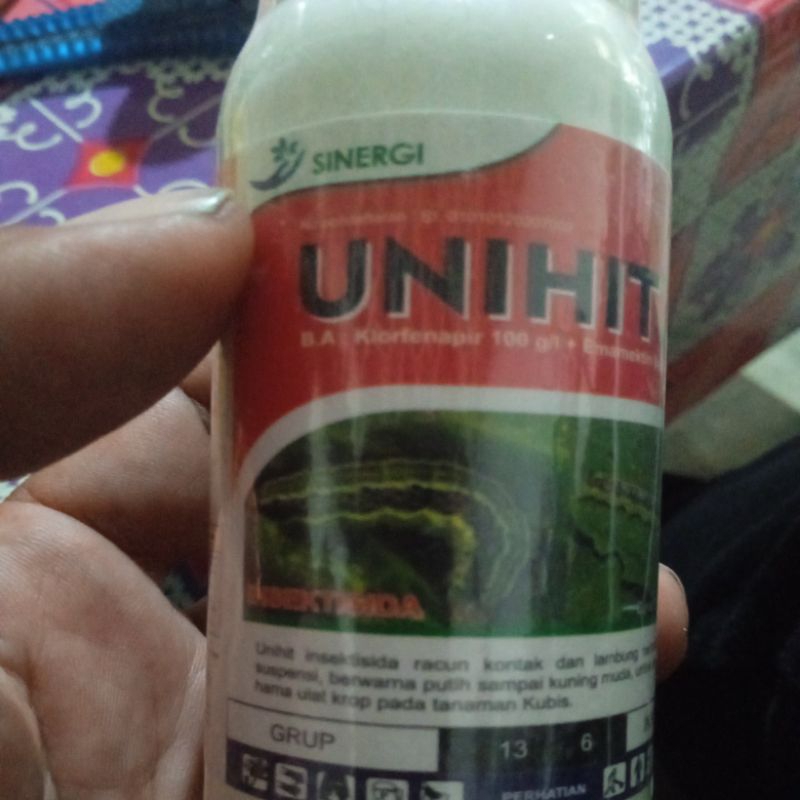 SINERGI
UNIHIT
B.A : Klorfenapir 100 g/l + Emamektin
INSEKTISIDA
Unihit insektisida racun kontak dan lambung
suspensi, berwarna putih sampai kuning muda,
hama ulat krop pada tanaman Kubis.
GRUP 13 6
PERHATIAN